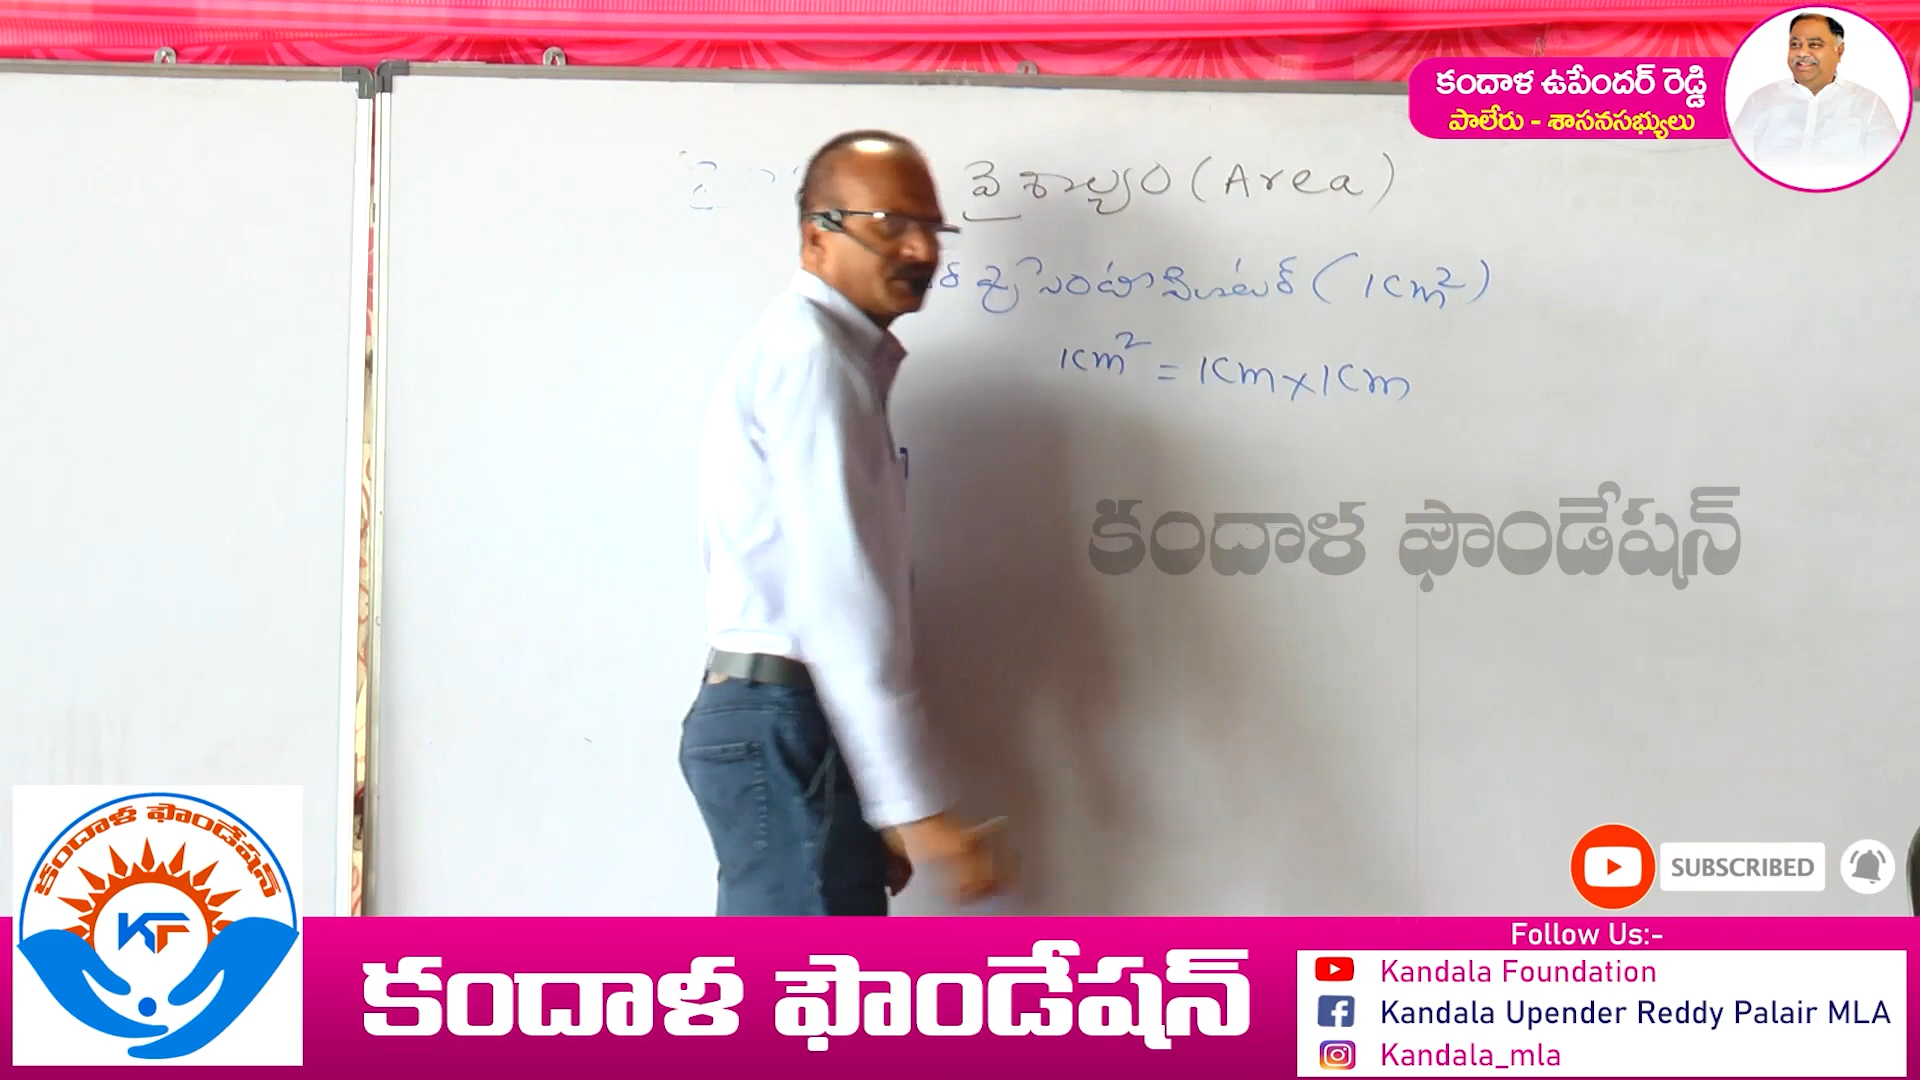 కందాళ ఉపేందర్ రెడ్డి
పాలేరు - శాసనసభ్యులు
వైశాల్యం (Area)
సెంటీమీటర్ (1cm²)
1cm² = 1cm x 1cm
కందాళ ఫౌండేషన్
SUBSCRIBED
కందాళ ఫౌండేషన్
KF
కందాళ ఫౌండేషన్
Follow Us:-
Kandala Foundation
Kandala Upender Reddy Palair MLA
Kandala_mla